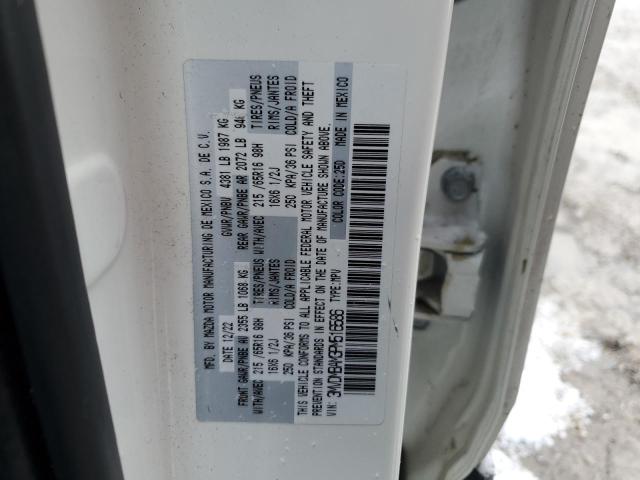 MFD. BY MAZDA MOTOR MANUFACTURING DE MEXICO S.A. DE C.V.
DATE 12/22 GVWR/PNBV 4381 LB 1987 KG
FRONT GAWR/PNBE AV 2355 LB 1068 KG REAR GAWR/PNBE AR 2072 LB 940 KG
WITH/AVEC 215 /65R16 98H TIRES/PNEUS WITH/AVEC 215 /65R16 98H TIRES/PNEUS
16X6 1/2J RIMS/JANTES 16X6 1/2J RIMS/JANTES
250 KPA/36 PSI COLD/A FROID 250 KPA/36 PSI COLD/A FROID
THIS VEHICLE CONFORMS TO ALL APPLICABLE FEDERAL MOTOR VEHICLE SAFETY AND THEFT
PREVENTION STANDARDS IN EFFECT ON THE DATE OF MANUFACTURE SHOWN ABOVE.
VIN: TYPE: MPV COLOR CODE: 25D MADE IN MEXICO